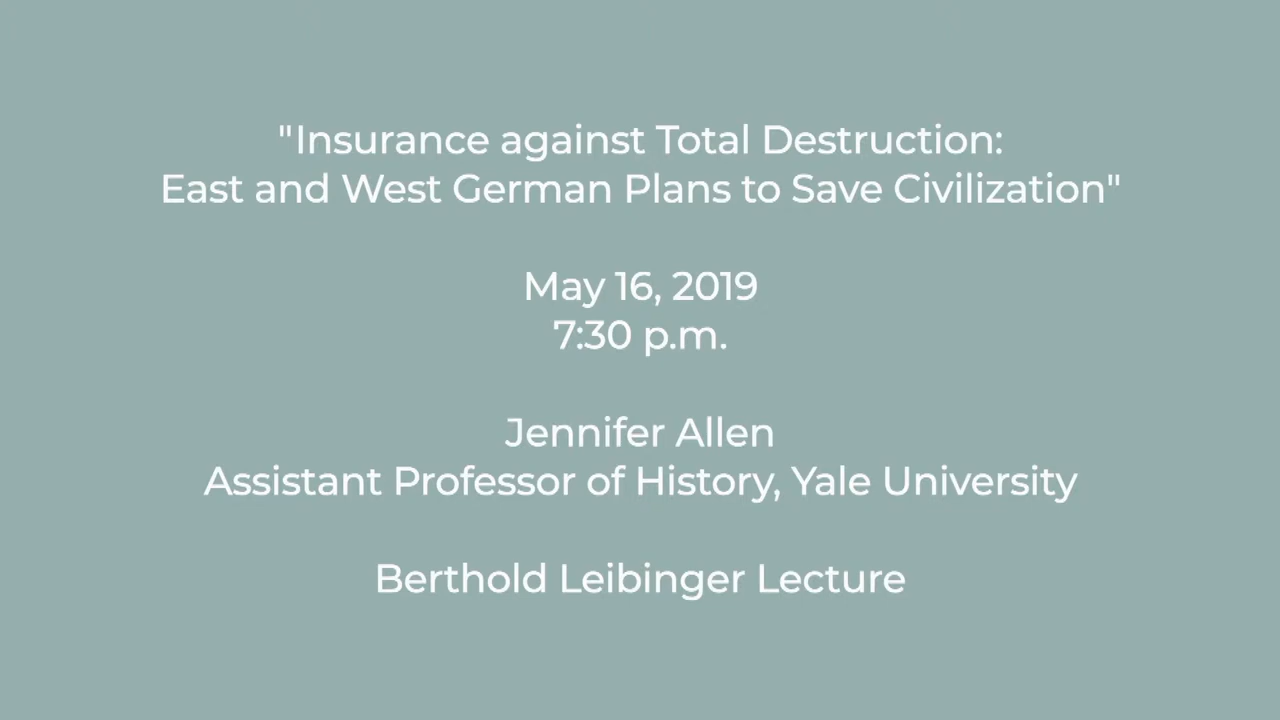 "Insurance against Total Destruction:
East and West German Plans to Save Civilization"
May 16, 2019
7:30 p.m.
Jennifer Allen
Assistant Professor of History, Yale University
Berthold Leibinger Lecture